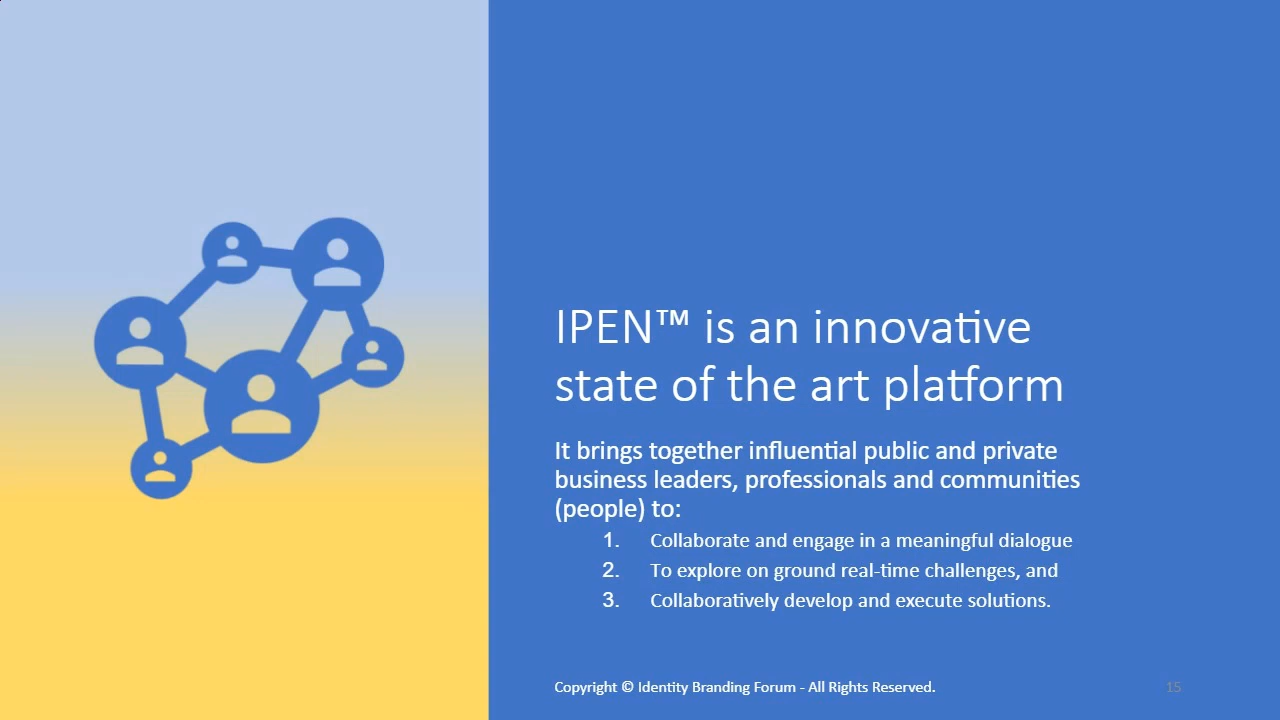 IPEN™ is an innovative
state of the art platform
It brings together influential public and private
business leaders, professionals and communities
(people) to:
1. Collaborate and engage in a meaningful dialogue
2. To explore on ground real-time challenges, and
3. Collaboratively develop and execute solutions.
Copyright © Identity Branding Forum - All Rights Reserved.
15